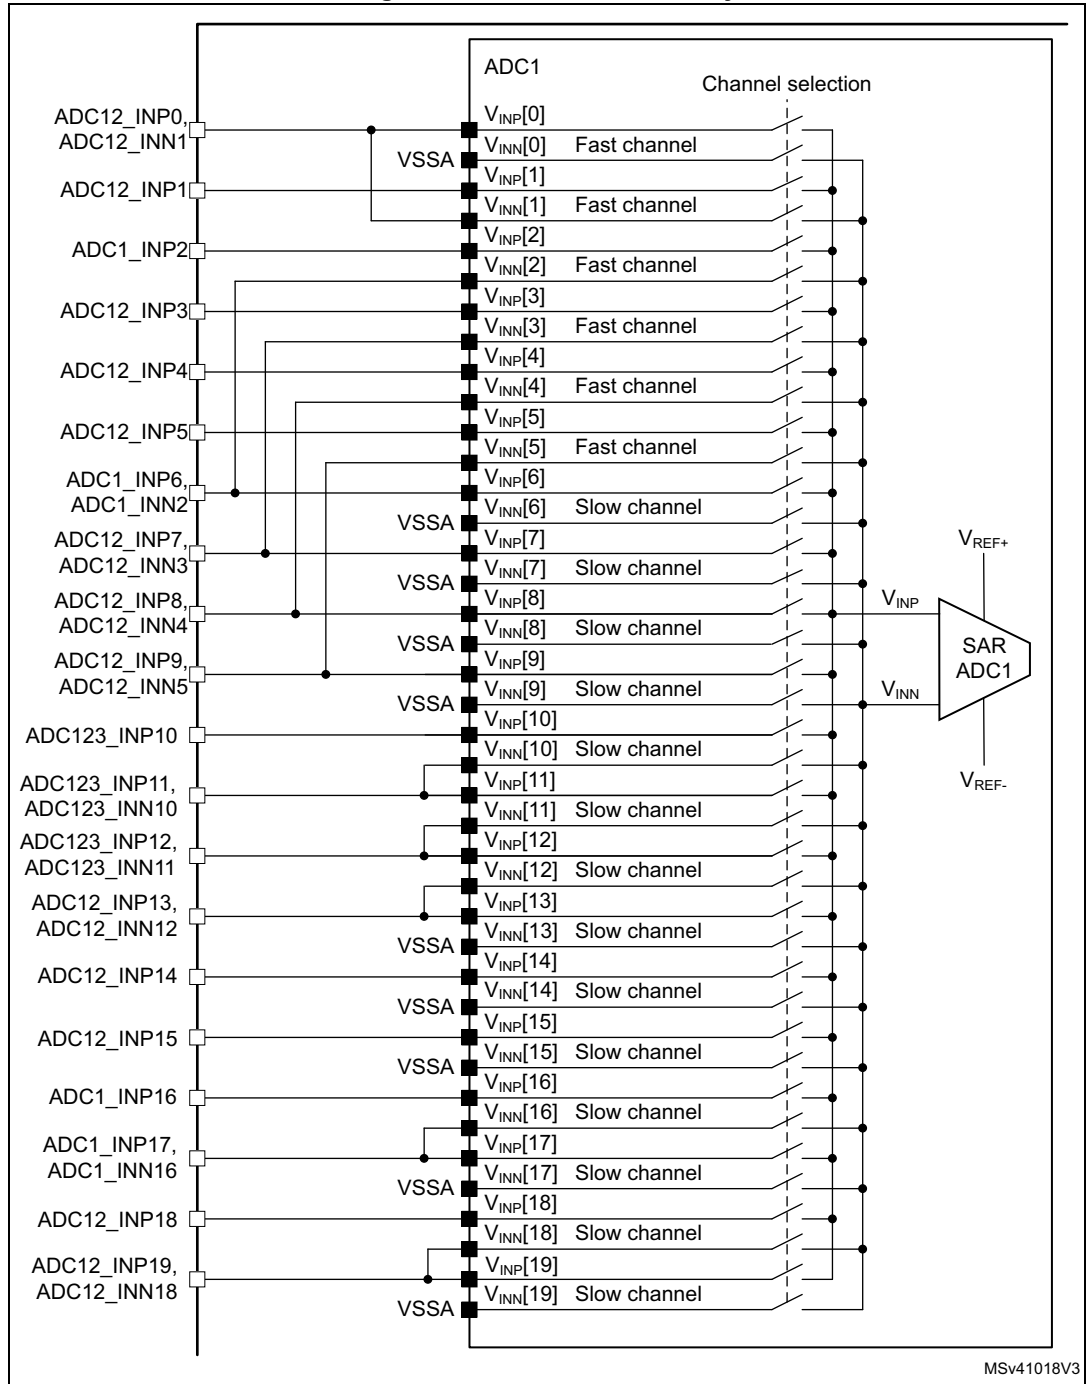 ADC1
Channel selection
ADC12_INP0,
ADC12_INN1
VINP[0]
VINN[0] Fast channel
VSSA
ADC12_INP1
VINP[1]
VINN[1] Fast channel
ADC1_INP2
VINP[2]
VINN[2] Fast channel
ADC12_INP3
VINP[3]
VINN[3] Fast channel
ADC12_INP4
VINP[4]
VINN[4] Fast channel
ADC12_INP5
VINP[5]
VINN[5] Fast channel
ADC1_INP6,
ADC1_INN2
VINP[6]
VINN[6] Slow channel
VSSA
ADC12_INP7,
ADC12_INN3
VINP[7]
VINN[7] Slow channel
VSSA
ADC12_INP8,
ADC12_INN4
VINP[8]
VINN[8] Slow channel
VSSA
ADC12_INP9,
ADC12_INN5
VINP[9]
VINN[9] Slow channel
VSSA
VREF+
VINP
SAR
ADC1
VINN
VREF-
ADC123_INP10
VINP[10]
VINN[10] Slow channel
ADC123_INP11,
ADC123_INN10
VINP[11]
VINN[11] Slow channel
ADC123_INP12,
ADC123_INN11
VINP[12]
VINN[12] Slow channel
ADC12_INP13,
ADC12_INN12
VINP[13]
VINN[13] Slow channel
VSSA
ADC12_INP14
VINP[14]
VINN[14] Slow channel
VSSA
ADC12_INP15
VINP[15]
VINN[15] Slow channel
VSSA
ADC1_INP16
VINP[16]
VINN[16] Slow channel
ADC1_INP17,
ADC1_INN16
VINP[17]
VINN[17] Slow channel
VSSA
ADC12_INP18
VINP[18]
VINN[18] Slow channel
ADC12_INP19,
ADC12_INN18
VINP[19]
VINN[19] Slow channel
VSSA
MSv41018V3